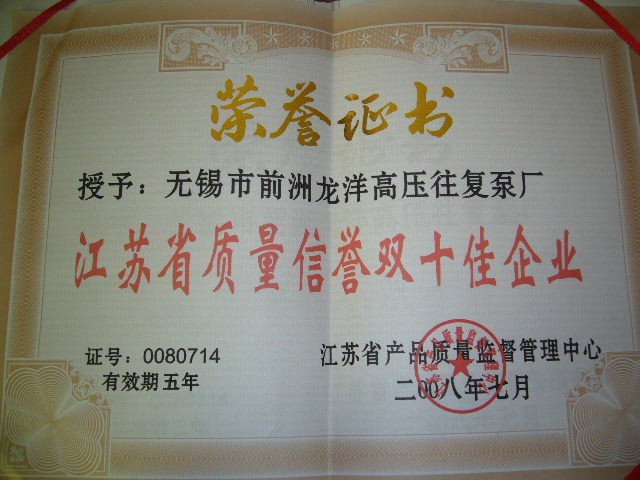 荣誉证书
授予：无锡市前洲龙洋高压往复泵厂
江苏省质量信誉双十佳企业
证号：0080714
有效期五年
江苏省产品质量监督管理中心
二00八年七月